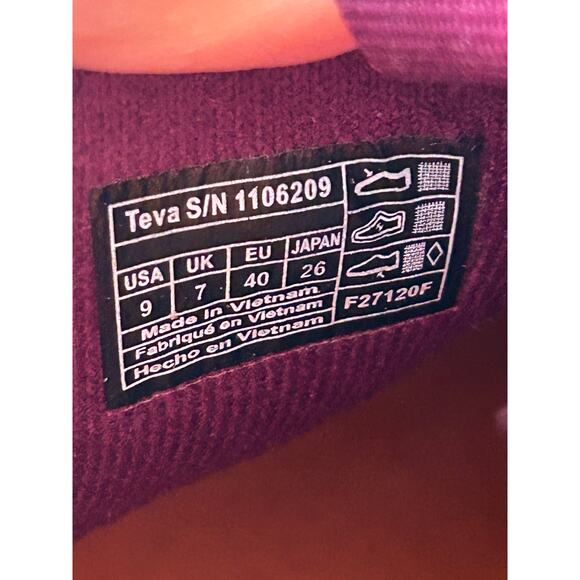 Teva S/N 1106209
USA UK EU JAPAN
9 7 40 26
Made in Vietnam
Fabriqué en Vietnam
Hecho en Vietnam
F27120F